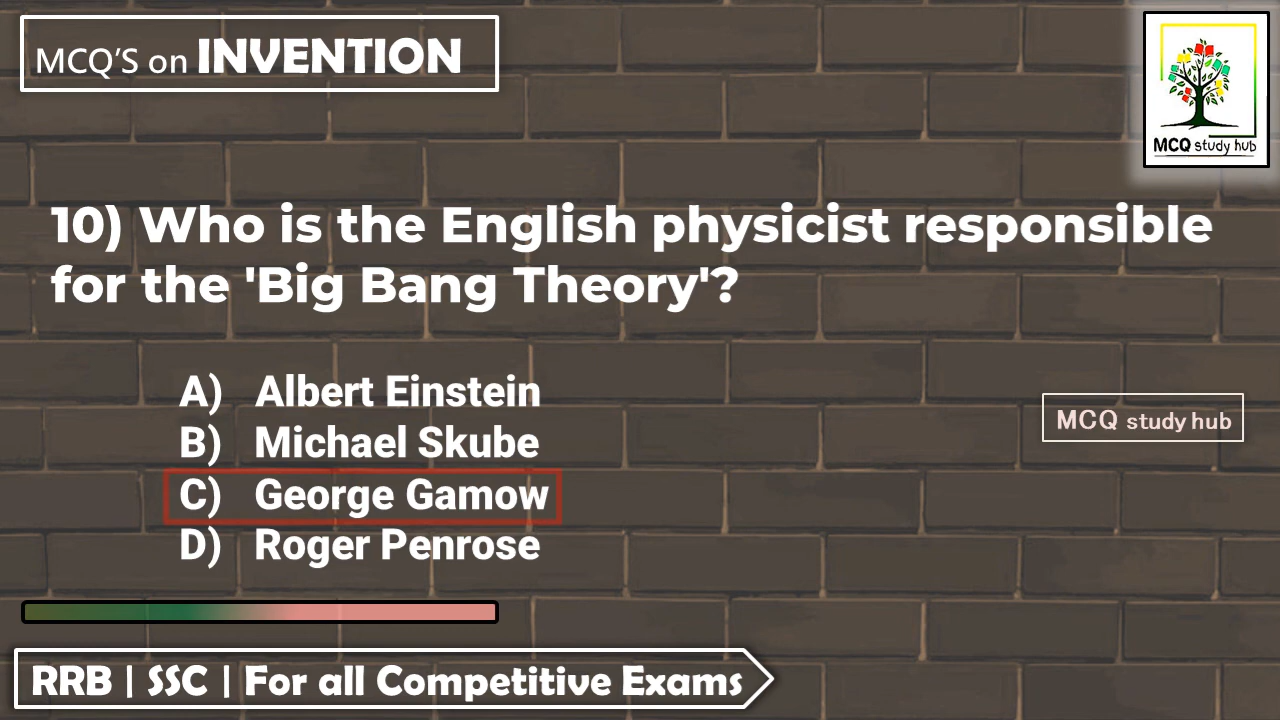 MCQ'S on INVENTION
MCQ study hub
10) Who is the English physicist responsible
for the 'Big Bang Theory'?
A) Albert Einstein
B) Michael Skube
C) George Gamow
D) Roger Penrose
MCQ study hub
RRB | SSC | For all Competitive Exams